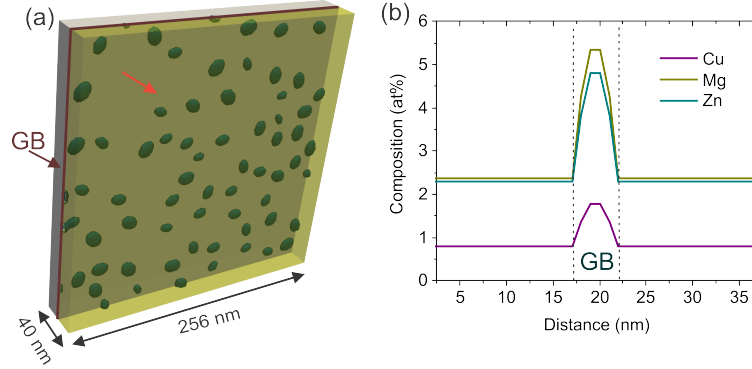 (a)
GB
40 nm
256 nm
(b)
Composition (at%)
6
5
4
3
2
1
0
Cu
Mg
Zn
GB
5 10 15 20 25 30 35
Distance (nm)